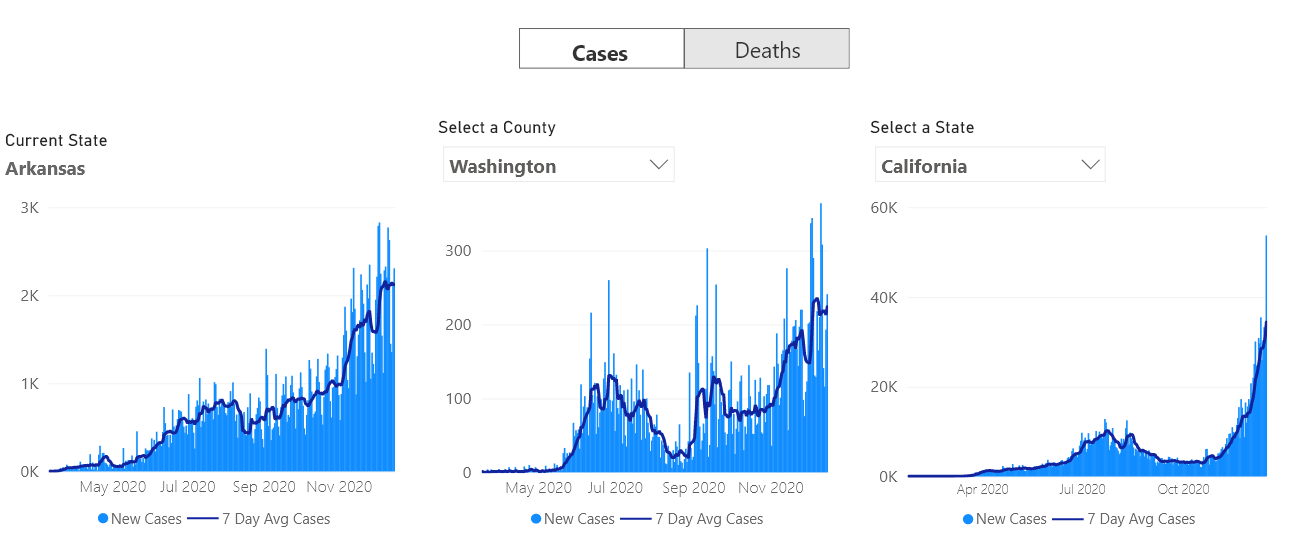 Cases Deaths
Current State
Arkansas
3K
2K
1K
0K
May 2020 Jul 2020 Sep 2020 Nov 2020
New Cases 7 Day Avg Cases
Select a County
Washington
300
200
100
0
May 2020 Jul 2020 Sep 2020 Nov 2020
New Cases 7 Day Avg Cases
Select a State
California
60K
40K
20K
0K
Apr 2020 Jul 2020 Oct 2020
New Cases 7 Day Avg Cases